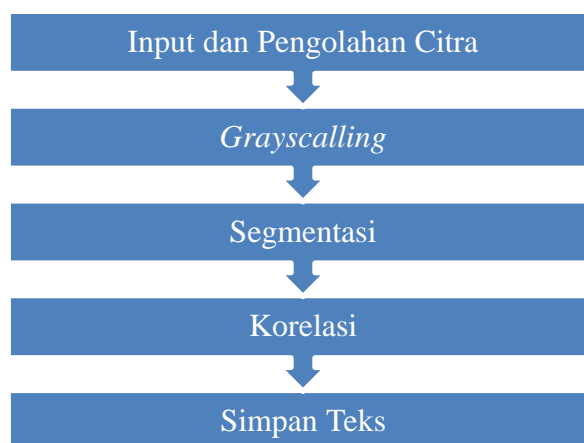 Input dan Pengolahan Citra
Grayscalling
Segmentasi
Korelasi
Simpan Teks